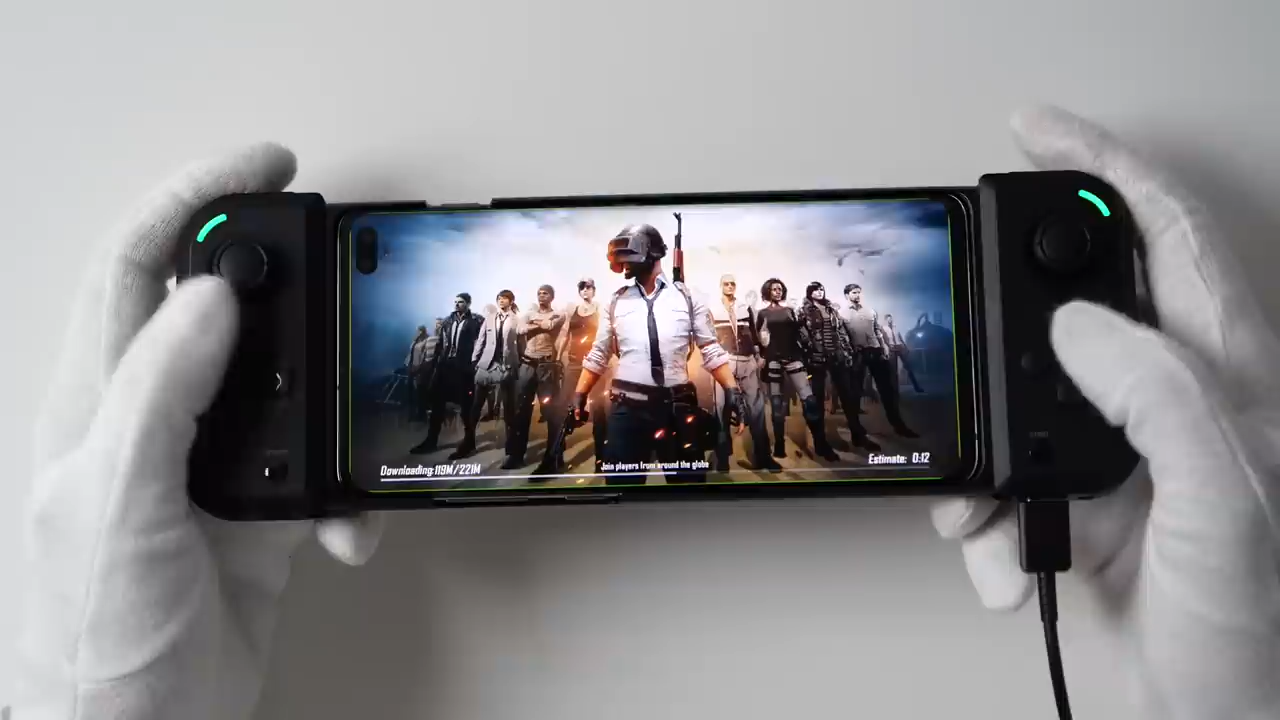 Downloading:119M/221M
Join players from around the globe
Estimate: 0:12